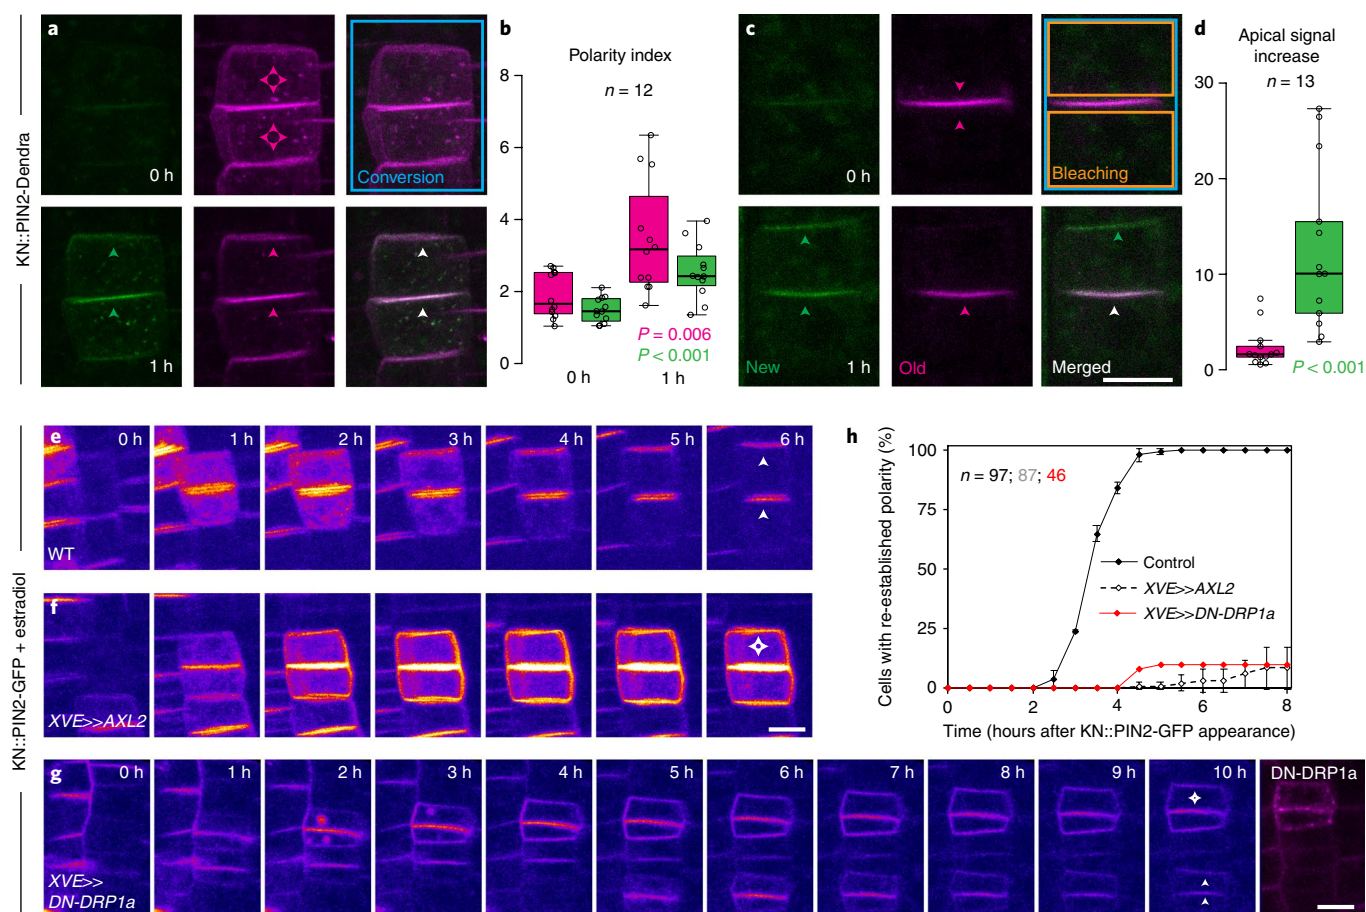 KN::PIN2-Dendra
a
0 h
Conversion
1 h
b
Polarity index
n = 12
8
6
4
2
0
P = 0.006
P < 0.001
0 h
1 h
c
0 h
Bleaching
New
1 h
Old
Merged
d
Apical signal
increase
n = 13
30
20
10
0
P < 0.001
KN::PIN2-GFP + estradiol
e
0 h
1 h
2 h
3 h
4 h
5 h
6 h
WT
f
XVE>>AXL2
h
Cells with re-established polarity (%)
100
75
50
25
0
n = 97; 87; 46
Control
XVE>>AXL2
XVE>>DN-DRP1a
0
2
4
6
8
Time (hours after KN::PIN2-GFP appearance)
g
0 h
1 h
2 h
3 h
4 h
5 h
6 h
7 h
8 h
9 h
10 h
DN-DRP1a
XVE>>
DN-DRP1a